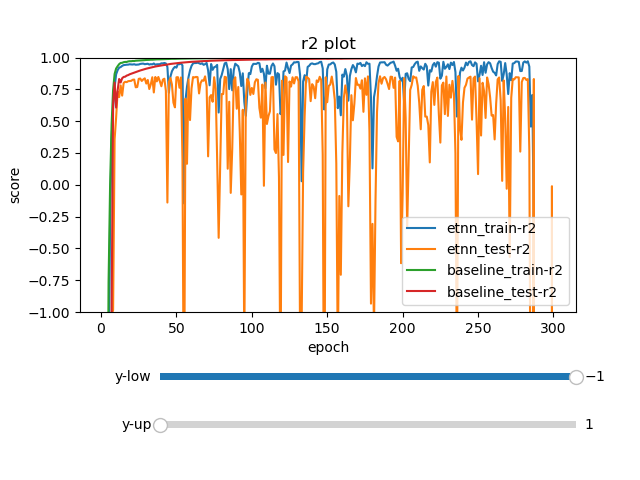 r2 plot
1.00
0.75
0.50
0.25
0.00
−0.25
−0.50
−0.75
−1.00
score
etnn_train-r2
etnn_test-r2
baseline_train-r2
baseline_test-r2
0 50 100 150 200 250 300
epoch
y-low −1
y-up 1